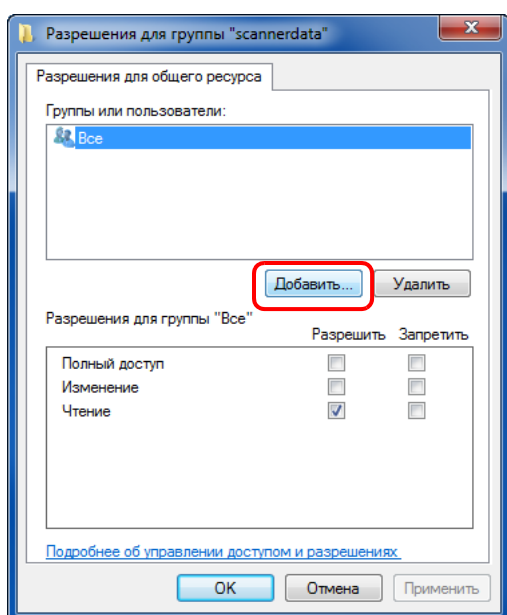 Разрешения для группы "scannerdata"
Разрешения для общего ресурса
Группы или пользователи:
Все
Добавить... Удалить
Разрешения для группы "Все"
Разрешить Запретить
Полный доступ
Изменение
Чтение
Подробнее об управлении доступом и разрешениях
OK Отмена Применить